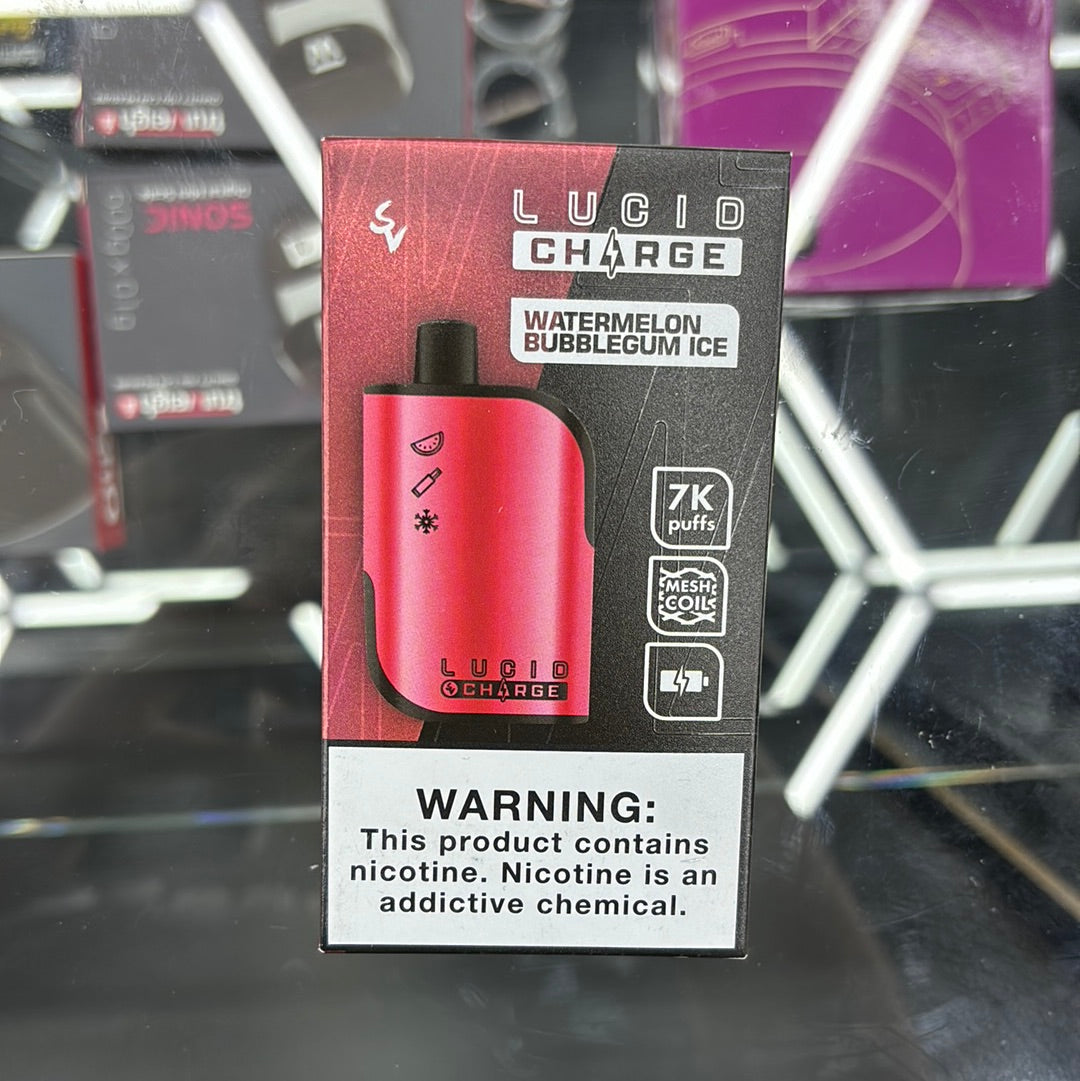 SV
LUCID
CHARGE
WATERMELON
BUBBLEGUM ICE
7K
puffs
MESH
COIL
LUCID
CHARGE
WARNING:
This product contains
nicotine. Nicotine is an
addictive chemical.
SONIC